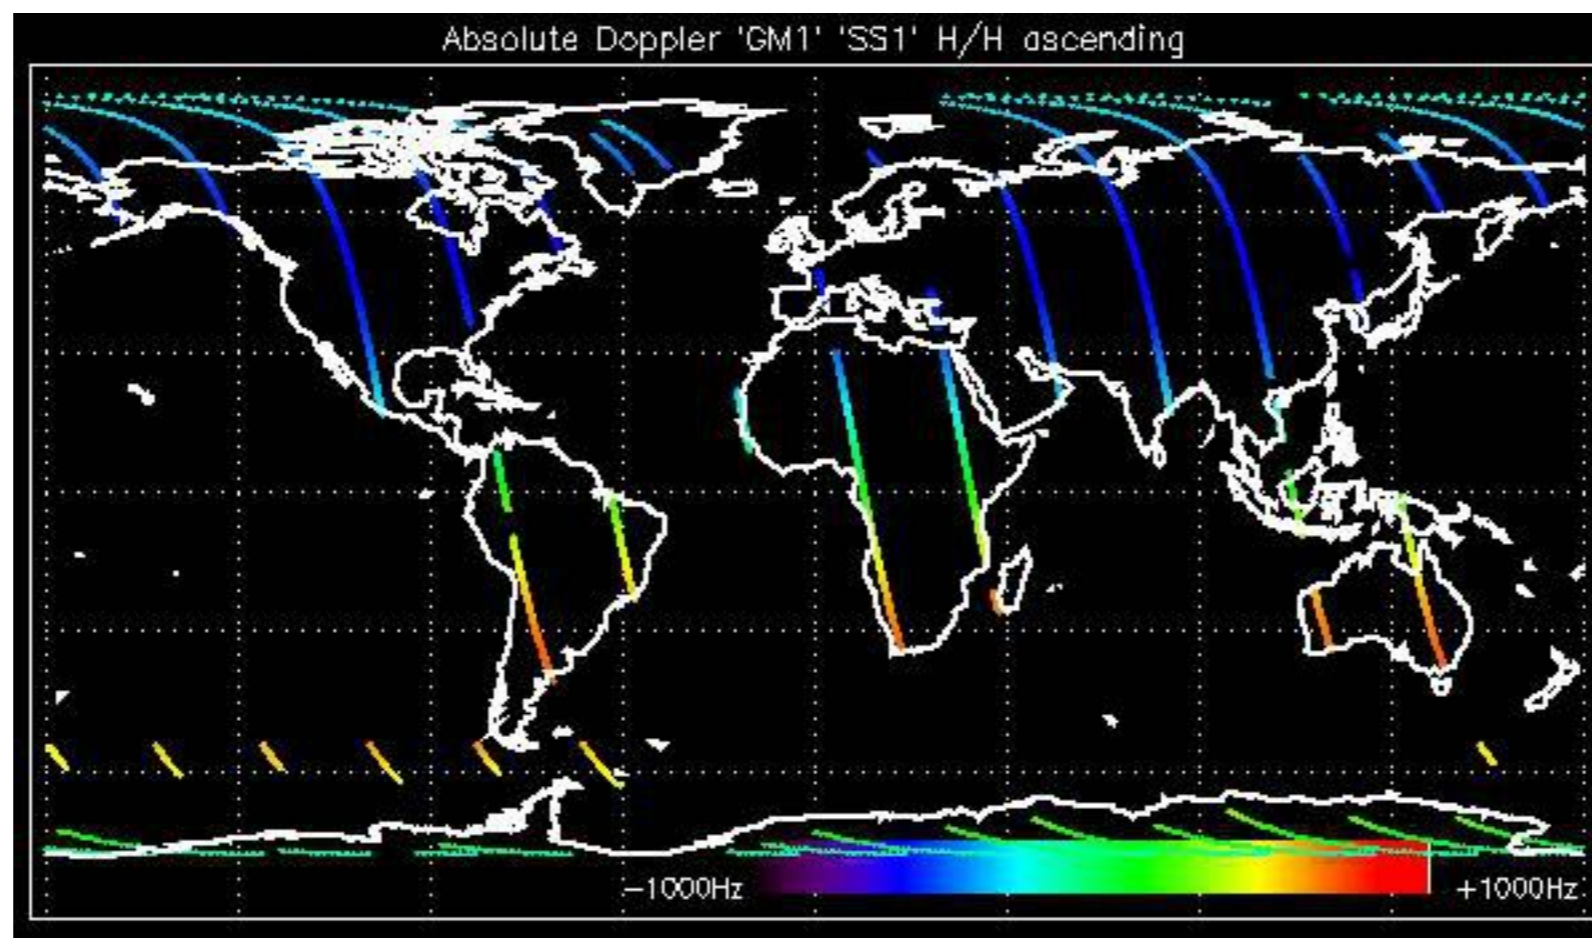 Absolute Doppler 'GM1' 'SS1' H/H ascending
−1000Hz
+1000Hz